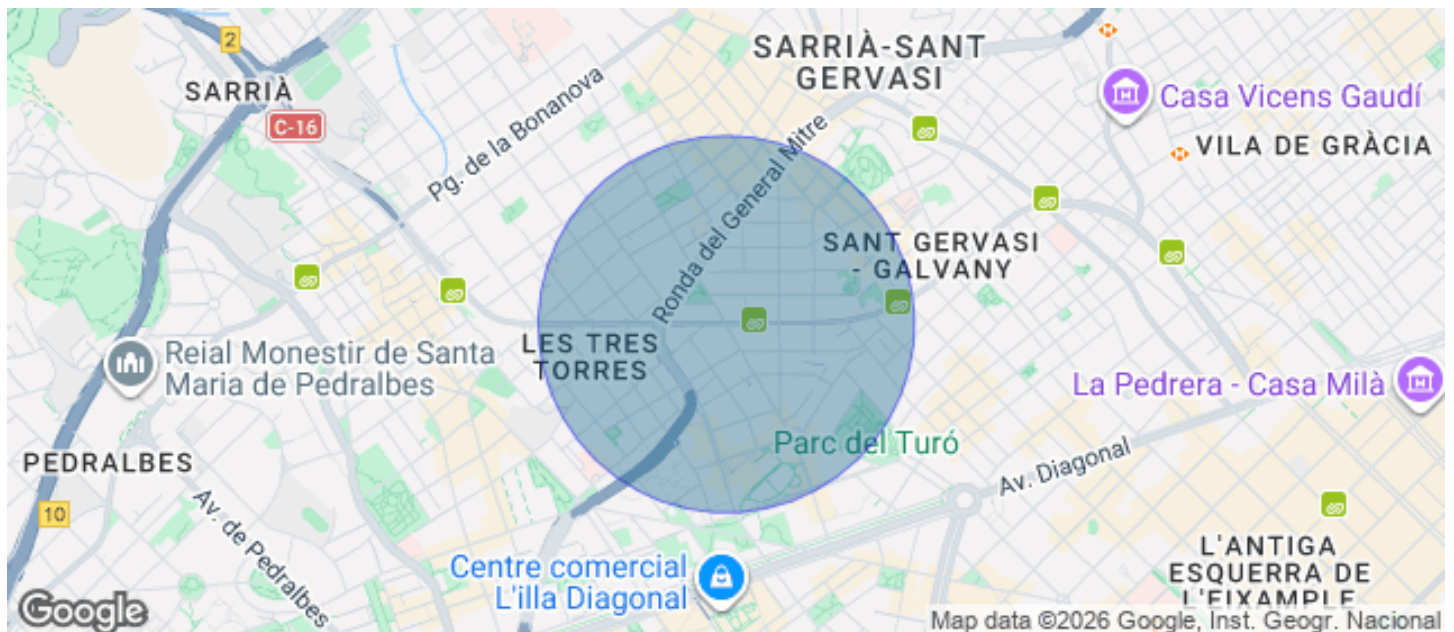 2
SARRIÀ
C-16
Pg. de la Bonanova
SARRIÀ-SANT
GERVASI
Casa Vicens Gaudí
VILA DE GRÀCIA
Ronda del General Mitre
SANT GERVASI
- GALVANY
LES TRES
TORRES
Reial Monestir de Santa
Maria de Pedralbes
La Pedrera - Casa Milà
PEDRALBES
Parc del Turó
Av. Diagonal
10
Av. de Pedralbes
Centre comercial
L'illa Diagonal
L'ANTIGA
ESQUERRA DE
L'EIXAMPLE
Google
Map data ©2026 Google, Inst. Geogr. Nacional